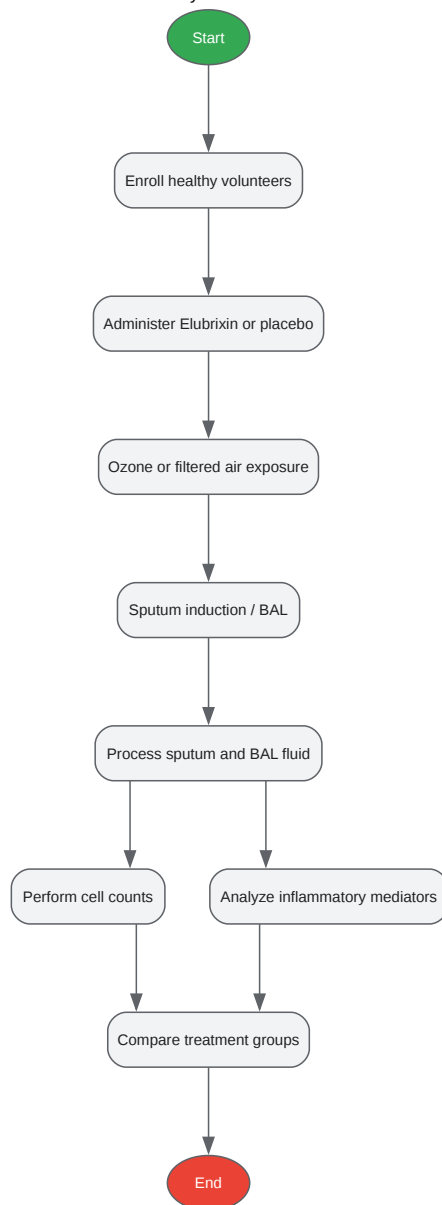 Start
Enroll healthy volunteers
Administer Elubrixin or placebo
Ozone or filtered air exposure
Sputum induction / BAL
Process sputum and BAL fluid
Perform cell counts
Analyze inflammatory mediators
Compare treatment groups
End